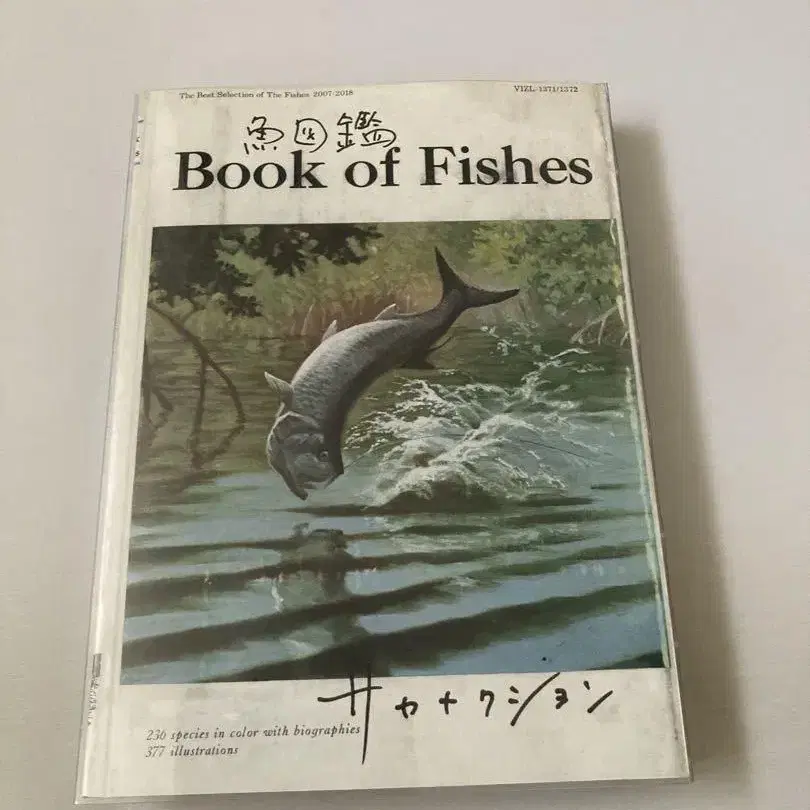 The Best Selection of The Fishes 2007-2018
VIZL-1371/1372
魚図鑑
Book of Fishes
サカナクション
236 species in color with biographies
377 illustrations